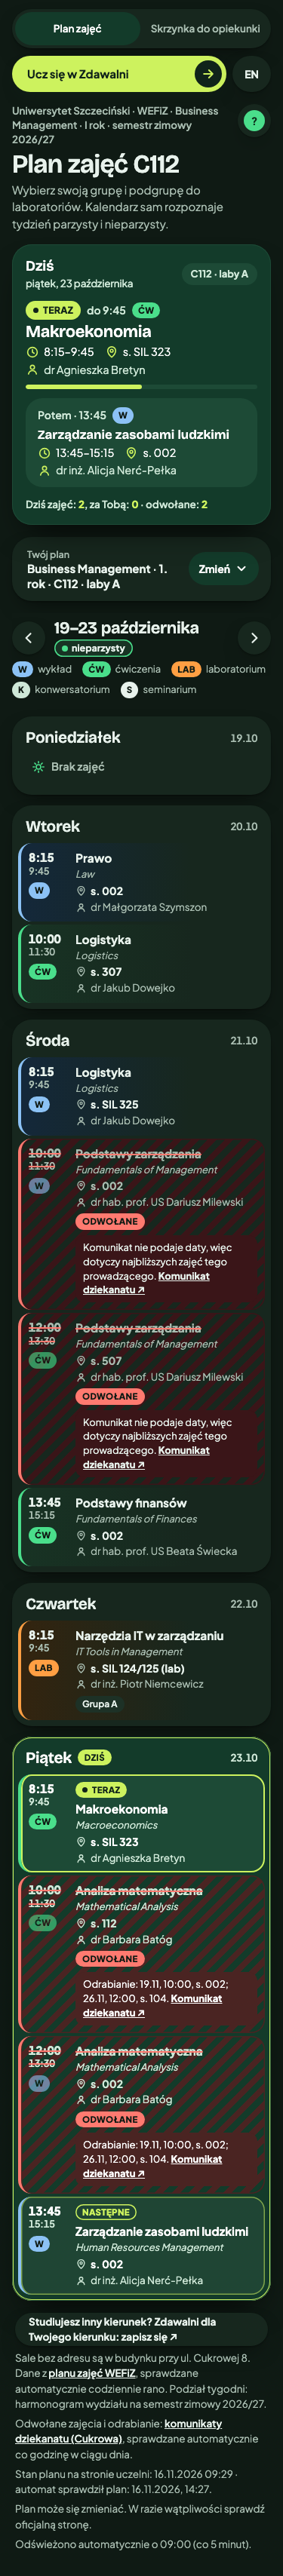 Plan zajęć
Skrzynka do opiekunki
Ucz się w Zdawalni
EN
Uniwersytet Szczeciński · WEFiZ · Business
Management · I rok · semestr zimowy
2026/27
?
Plan zajęć C112
Wybierz swoją grupę i podgrupę do
laboratoriów. Kalendarz sam rozpoznaje
tydzień parzysty i nieparzysty.
Dziś
piątek, 23 października
C112 · laby A
TERAZ do 9:45 ĆW
Makroekonomia
8:15–9:45 s. SIL 323
dr Agnieszka Bretyn
Potem · 13:45 W
Zarządzanie zasobami ludzkimi
13:45–15:15 s. 002
dr inż. Alicja Nerć-Pełka
Dziś zajęć: 2, za Tobą: 0 · odwołane: 2
Twój plan
Business Management · 1.
rok · C112 · laby A
Zmień
19–23 października
nieparzysty
W wykład ĆW ćwiczenia LAB laboratorium
K konwersatorium S seminarium
Poniedziałek 19.10
Brak zajęć
Wtorek 20.10
8:15 Prawo
9:45 Law
W s. 002
dr Małgorzata Szymszon
10:00 Logistyka
11:30 Logistics
ĆW s. 307
dr Jakub Dowejko
Środa 21.10
8:15 Logistyka
9:45 Logistics
W s. SIL 325
dr Jakub Dowejko
10:00 Podstawy zarządzania
11:30 Fundamentals of Management
W s. 002
dr hab. prof. US Dariusz Milewski
ODWOŁANE
Komunikat nie podaje daty, więc
dotyczy najbliższych zajęć tego
prowadzącego. Komunikat
dziekanatu ↗
12:00 Podstawy zarządzania
13:30 Fundamentals of Management
ĆW s. 507
dr hab. prof. US Dariusz Milewski
ODWOŁANE
Komunikat nie podaje daty, więc
dotyczy najbliższych zajęć tego
prowadzącego. Komunikat
dziekanatu ↗
13:45 Podstawy finansów
15:15 Fundamentals of Finances
ĆW s. 002
dr hab. prof. US Beata Świecka
Czwartek 22.10
8:15 Narzędzia IT w zarządzaniu
9:45 IT Tools in Management
LAB s. SIL 124/125 (lab)
dr inż. Piotr Niemcewicz
Grupa A
Piątek DZIŚ 23.10
8:15 TERAZ
9:45 Makroekonomia
ĆW Macroeconomics
s. SIL 323
dr Agnieszka Bretyn
10:00 Analiza matematyczna
11:30 Mathematical Analysis
ĆW s. 112
dr Barbara Batóg
ODWOŁANE
Odrabianie: 19.11, 10:00, s. 002;
26.11, 12:00, s. 104. Komunikat
dziekanatu ↗
12:00 Analiza matematyczna
13:30 Mathematical Analysis
W s. 002
dr Barbara Batóg
ODWOŁANE
Odrabianie: 19.11, 10:00, s. 002;
26.11, 12:00, s. 104. Komunikat
dziekanatu ↗
13:45 NASTĘPNE
15:15 Zarządzanie zasobami ludzkimi
W Human Resources Management
s. 002
dr inż. Alicja Nerć-Pełka
Studiujesz inny kierunek? Zdawalni dla
Twojego kierunku: zapisz się ↗
Sale bez adresu są w budynku przy ul. Cukrowej 8.
Dane z planu zajęć WEFiZ, sprawdzane
automatycznie codziennie rano. Podział tygodni:
harmonogram wydziału na semestr zimowy 2026/27.
Odwołane zajęcia i odrabianie: komunikaty
dziekanatu (Cukrowa), sprawdzane automatycznie
co godzinę w ciągu dnia.
Stan planu na stronie uczelni: 16.11.2026 09:29 ·
automat sprawdził plan: 16.11.2026, 14:27.
Plan może się zmieniać. W razie wątpliwości sprawdź
oficjalną stronę.
Odświeżono automatycznie o 09:00 (co 5 minut).